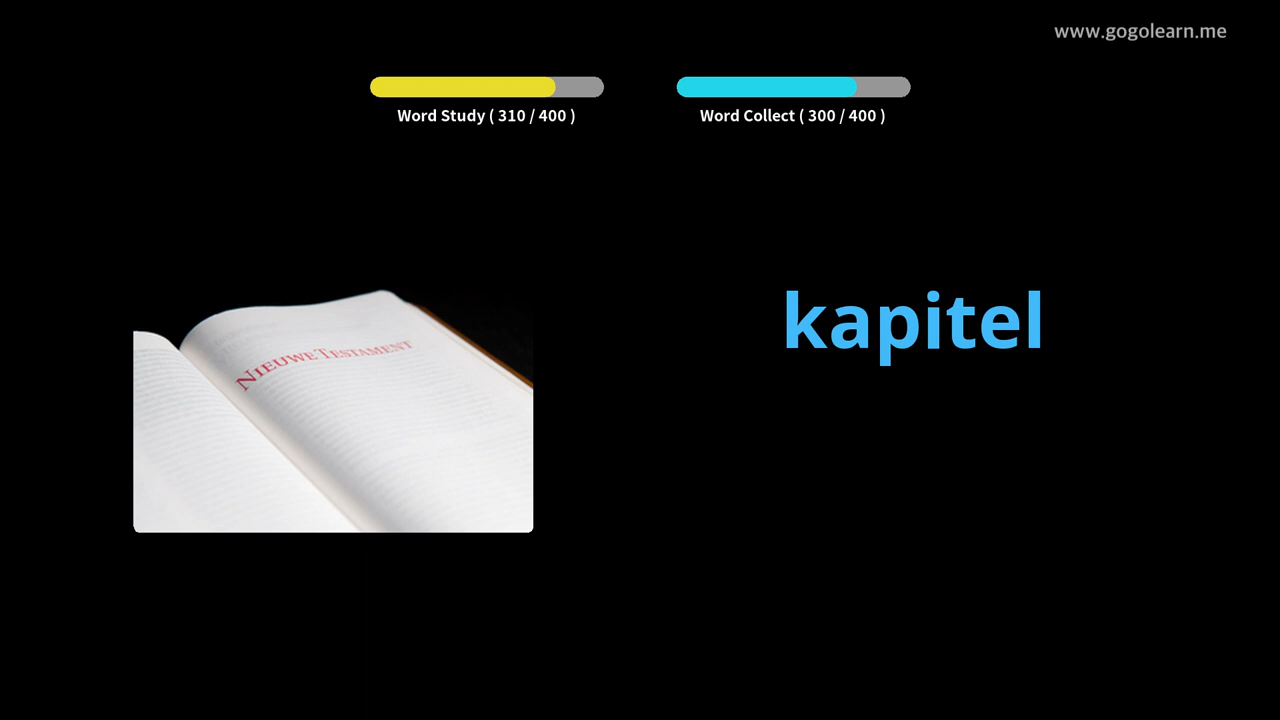 www.gogolearn.me
Word Study ( 310 / 400 )
Word Collect ( 300 / 400 )
NIEUWE TESTAMENT
kapitel